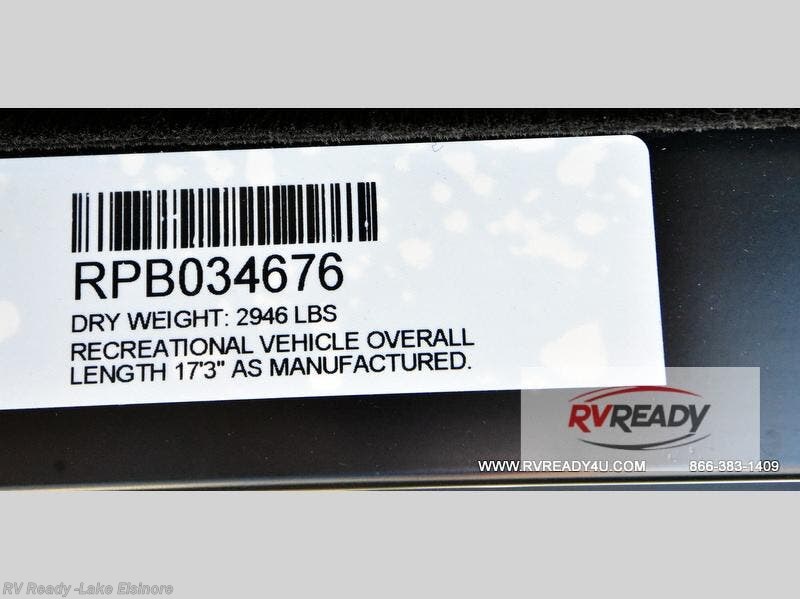 RPB034676
DRY WEIGHT: 2946 LBS
RECREATIONAL VEHICLE OVERALL
LENGTH 17'3" AS MANUFACTURED.
RVREADY
WWW.RVREADY4U.COM 866-383-1409
RV Ready -Lake Elsinore